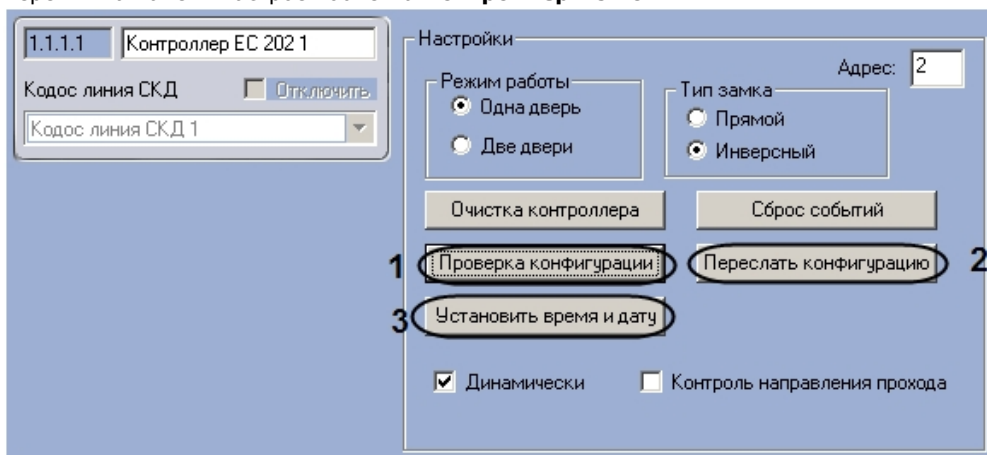 1.1.1.1 Контроллер ЕС 202 1
Кодос линия СКД Отключить
Кодос линия СКД 1
Настройки
Адрес: 2
Режим работы
Одна дверь
Две двери
Тип замка
Прямой
Инверсный
Очистка контроллера Сброс событий
1 Проверка конфигурации Переслать конфигурацию 2
3 Установить время и дату
Динамически Контроль направления прохода